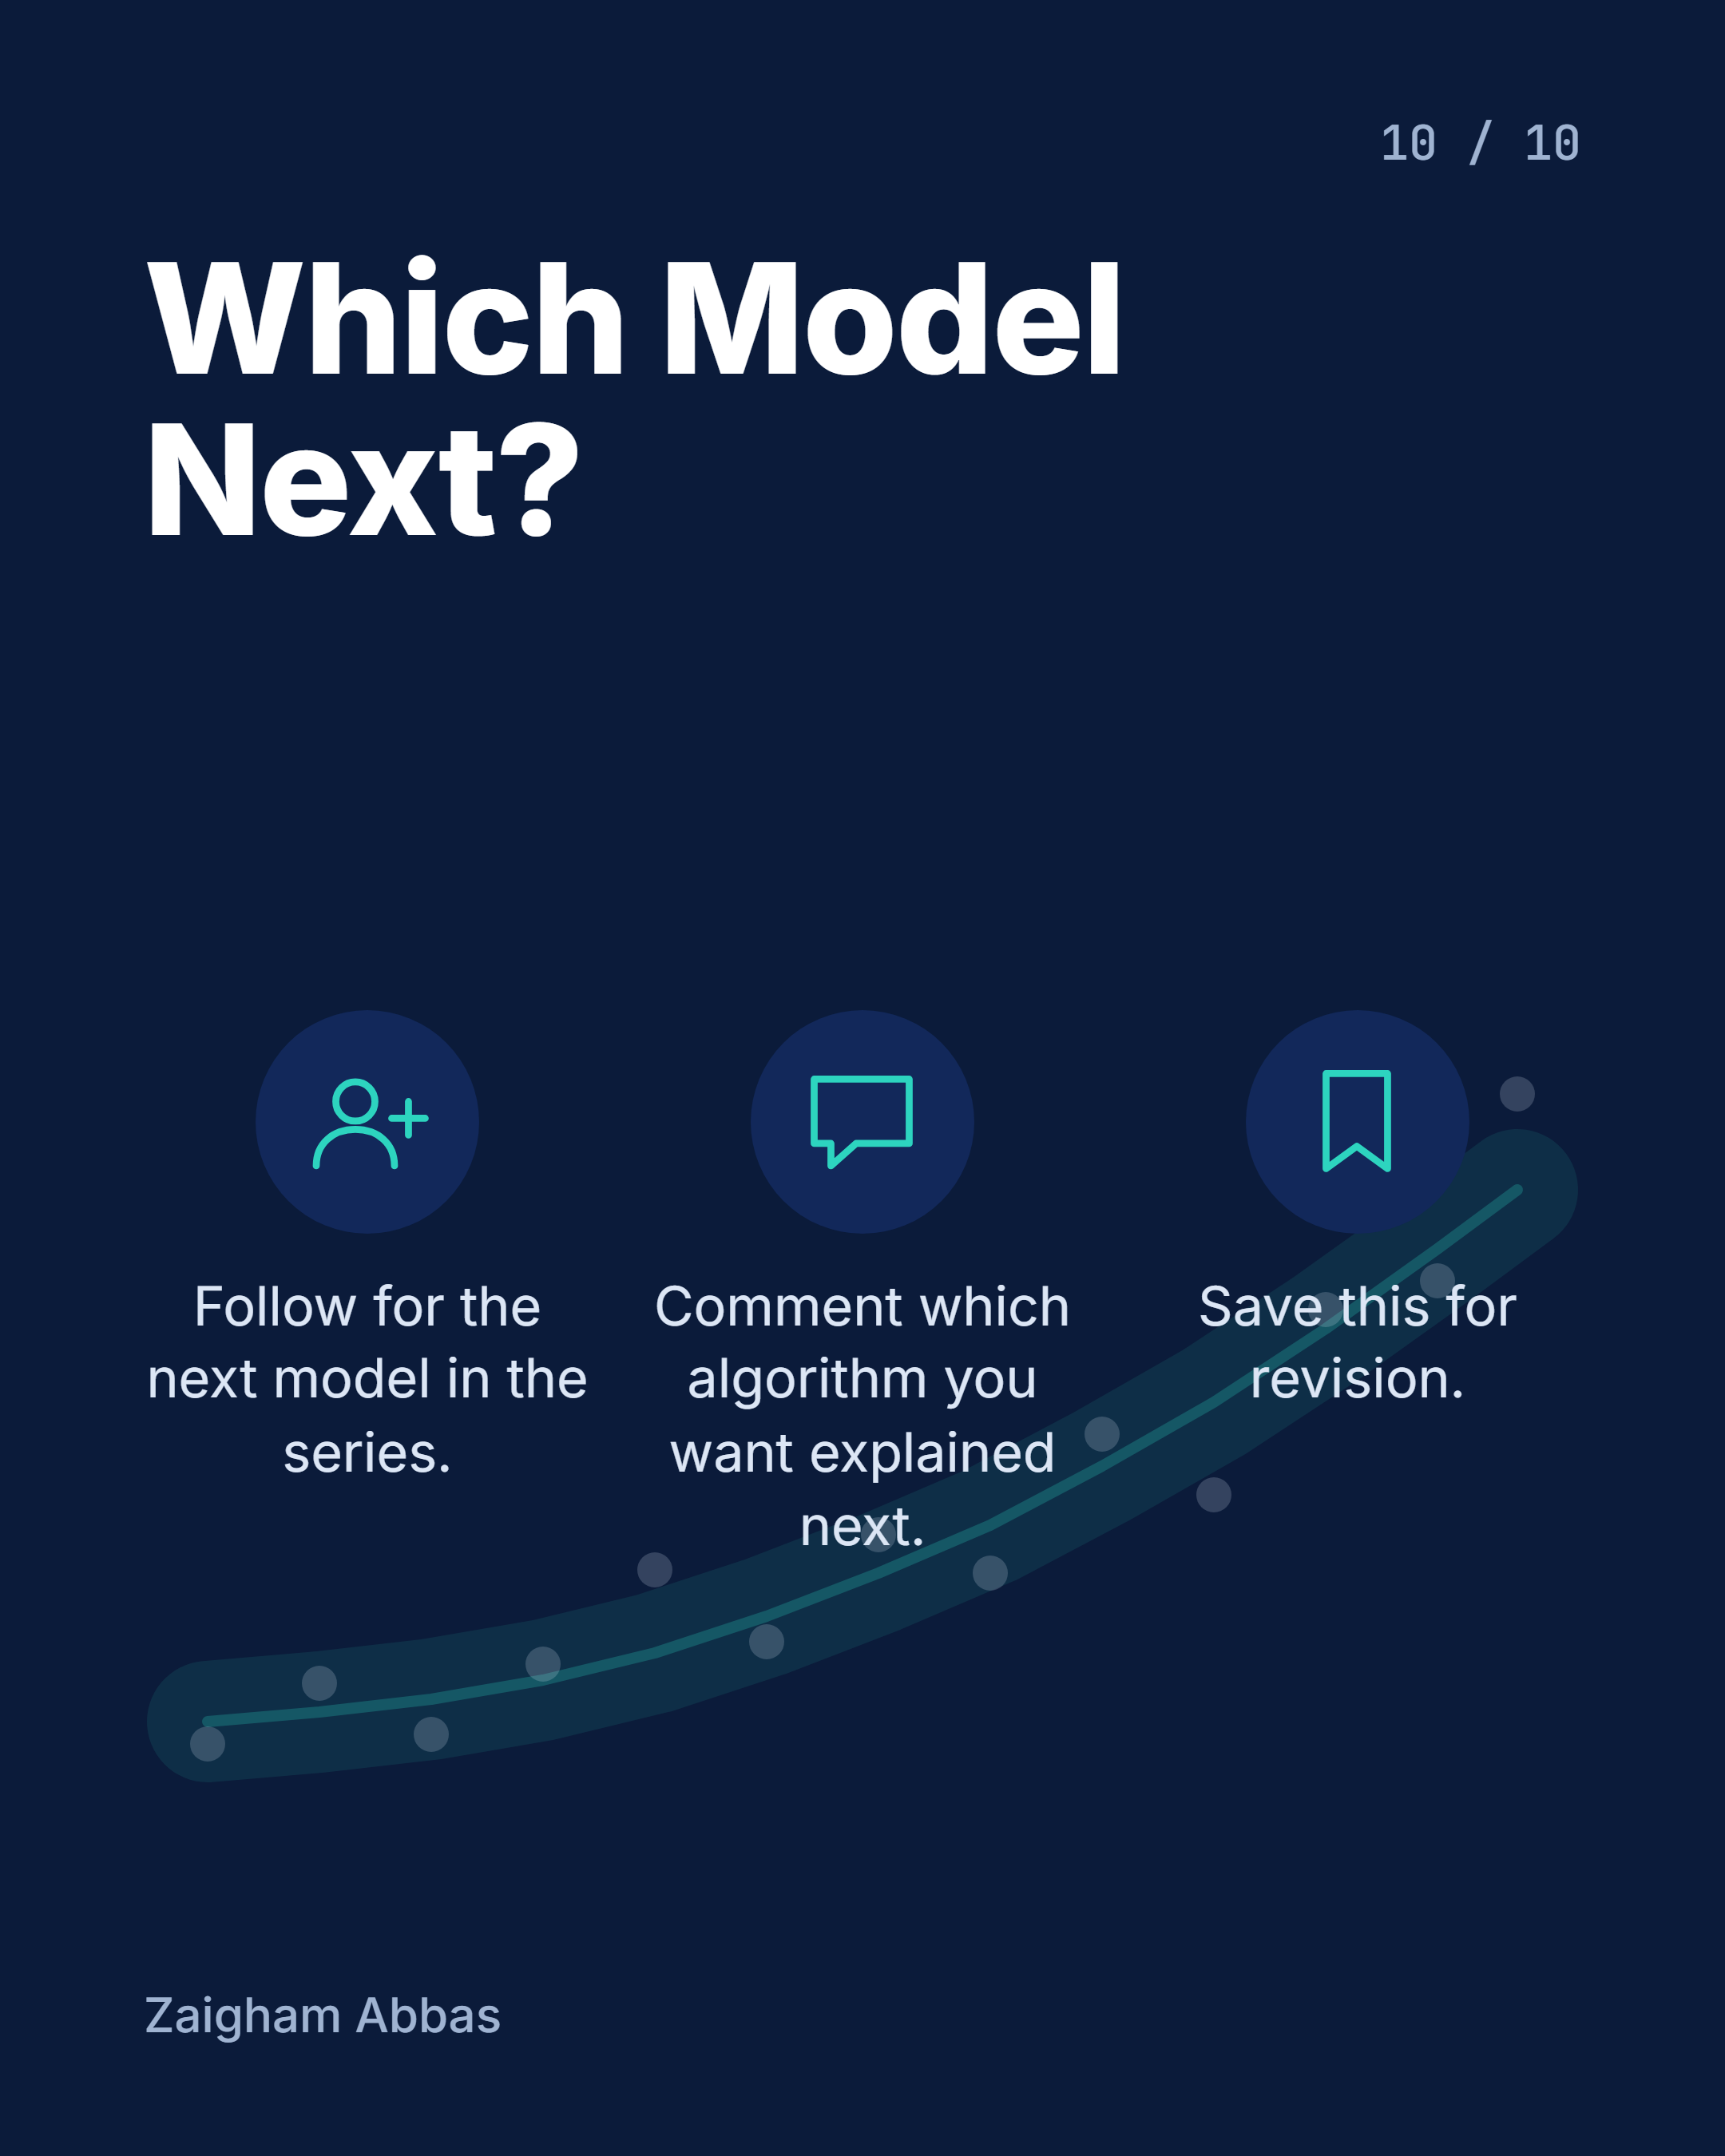 10 / 10
Which Model
Next?
Follow for the
next model in the
series.
Comment which
algorithm you
want explained
next.
Save this for
revision.
Zaigham Abbas